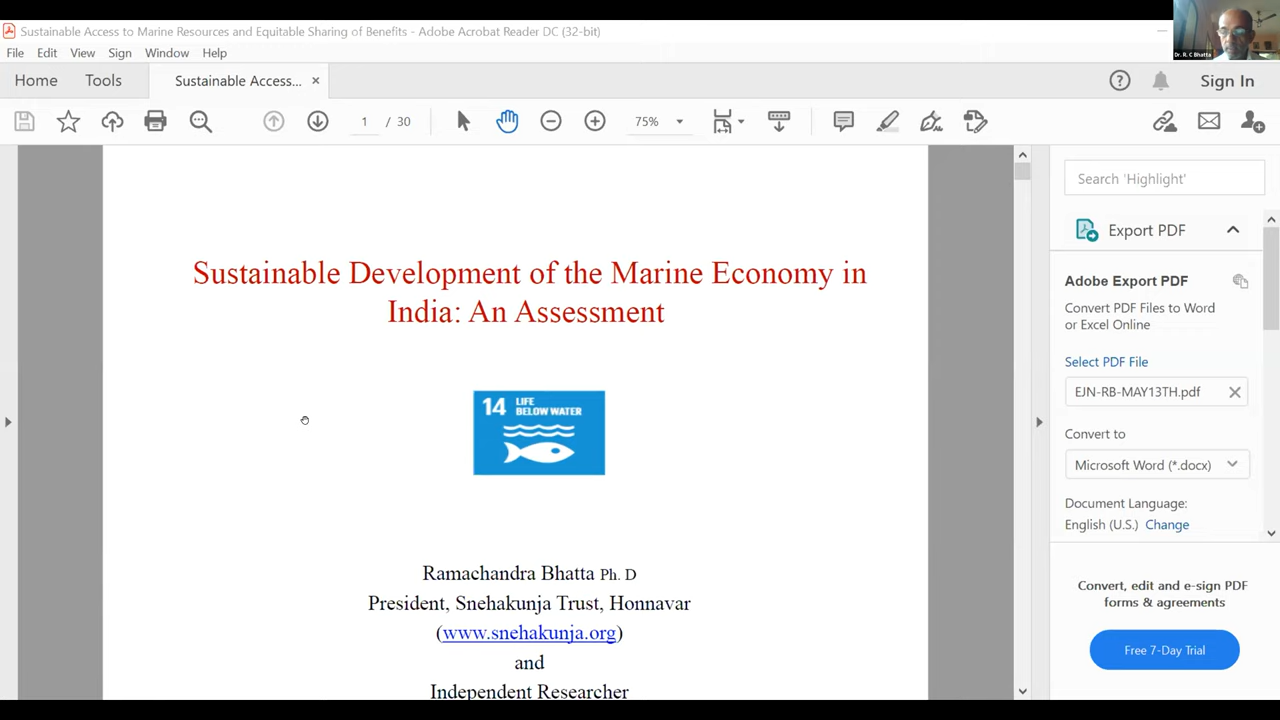 Sustainable Access to Marine Resources and Equitable Sharing of Benefits - Adobe Acrobat Reader DC (32-bit)
File Edit View Sign Window Help
Home Tools Sustainable Access... ×
Sign In
1 / 30 75%
Search 'Highlight'
Export PDF
Adobe Export PDF
Convert PDF Files to Word
or Excel Online
Select PDF File
EJN-RB-MAY13TH.pdf
Convert to
Microsoft Word (*.docx)
Document Language:
English (U.S.) Change
Convert, edit and e-sign PDF
forms & agreements
Free 7-Day Trial
Sustainable Development of the Marine Economy in
India: An Assessment
14 LIFE
BELOW WATER
Ramachandra Bhatta Ph. D
President, Snehakunja Trust, Honnavar
(www.snehakunja.org)
and
Independent Researcher
Dr. R. C Bhatta